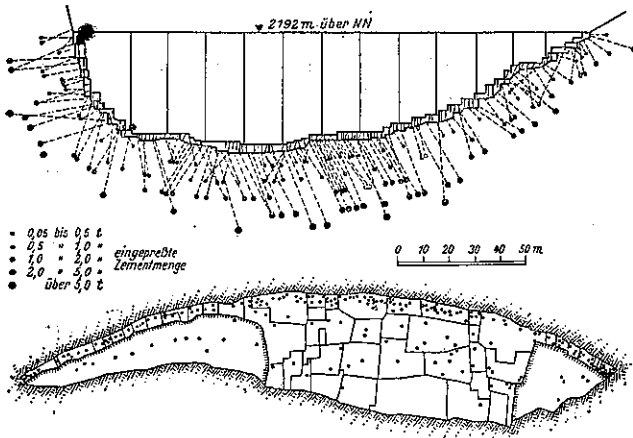 2192 m über NN
0,05 bis 0,5 t
0,5 " 1,0 "
1,0 " 2,0 "
2,0 " 5,0 "
über 5,0 t
eingepreßte
Zementmenge
0 10 20 30 40 50 m